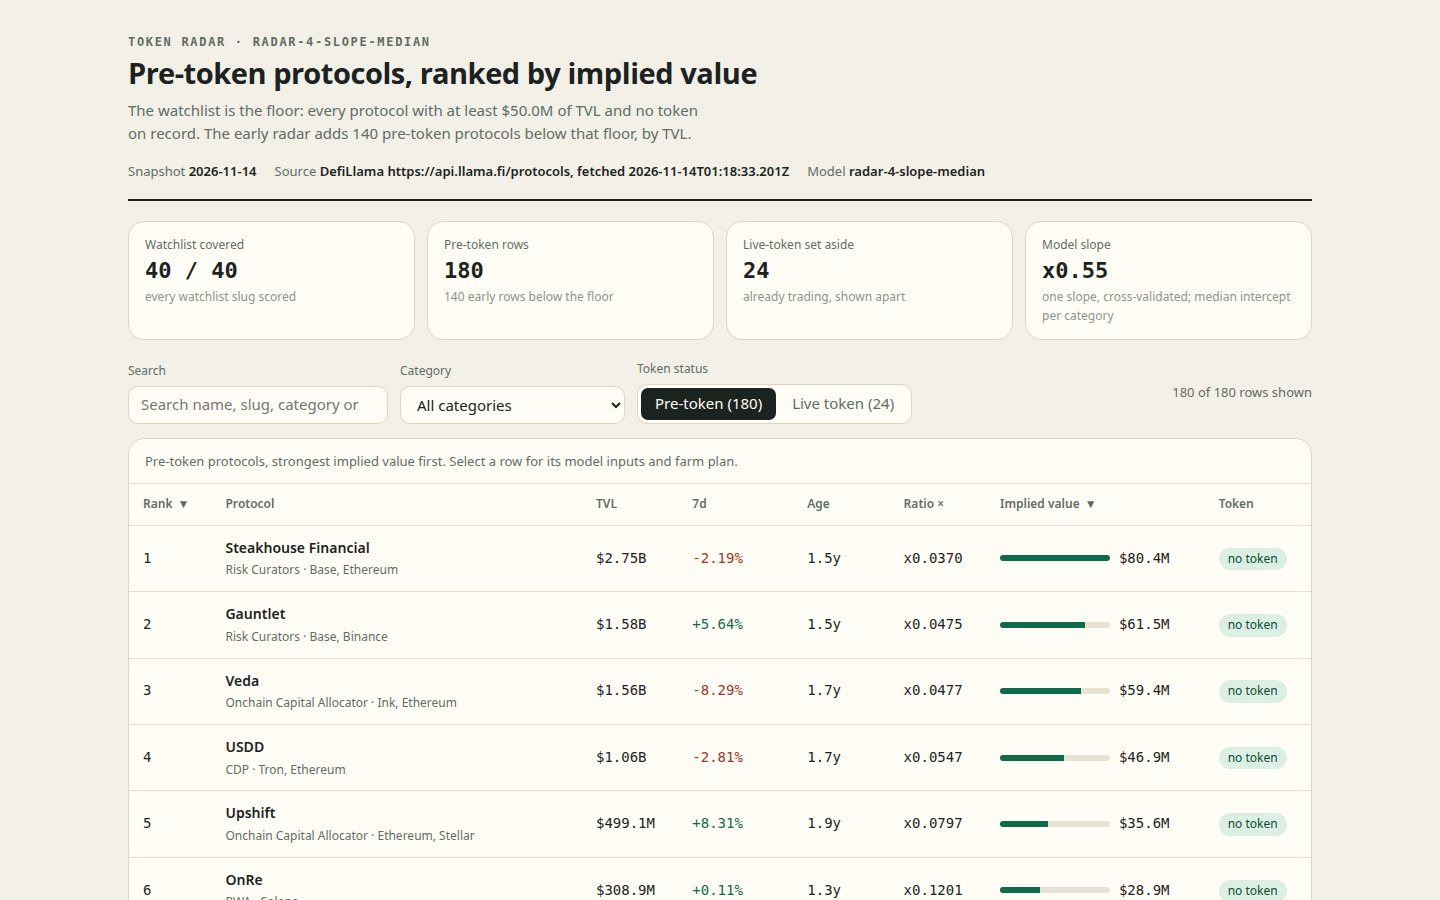 TOKEN RADAR · RADAR-4-SLOPE-MEDIAN
Pre-token protocols, ranked by implied value
The watchlist is the floor: every protocol with at least $50.0M of TVL and no token
on record. The early radar adds 140 pre-token protocols below that floor, by TVL.
Snapshot 2026-11-14 Source DefiLlama https://api.llama.fi/protocols, fetched 2026-11-14T01:18:33.201Z Model radar-4-slope-median
Watchlist covered
40 / 40
every watchlist slug scored
Pre-token rows
180
140 early rows below the floor
Live-token set aside
24
already trading, shown apart
Model slope
x0.55
one slope, cross-validated; median intercept
per category
Search
Search name, slug, category or
Category
All categories
Token status
Pre-token (180) Live token (24)
180 of 180 rows shown
Pre-token protocols, strongest implied value first. Select a row for its model inputs and farm plan.
Rank ▼ Protocol TVL 7d Age Ratio × Implied value ▼ Token
1 Steakhouse Financial $2.75B -2.19% 1.5y x0.0370 $80.4M no token
Risk Curators · Base, Ethereum
2 Gauntlet $1.58B +5.64% 1.5y x0.0475 $61.5M no token
Risk Curators · Base, Binance
3 Veda $1.56B -8.29% 1.7y x0.0477 $59.4M no token
Onchain Capital Allocator · Ink, Ethereum
4 USDD $1.06B -2.81% 1.7y x0.0547 $46.9M no token
CDP · Tron, Ethereum
5 Upshift $499.1M +8.31% 1.9y x0.0797 $35.6M no token
Onchain Capital Allocator · Ethereum, Stellar
6 OnRe $308.9M +0.11% 1.3y x0.1201 $28.9M no token